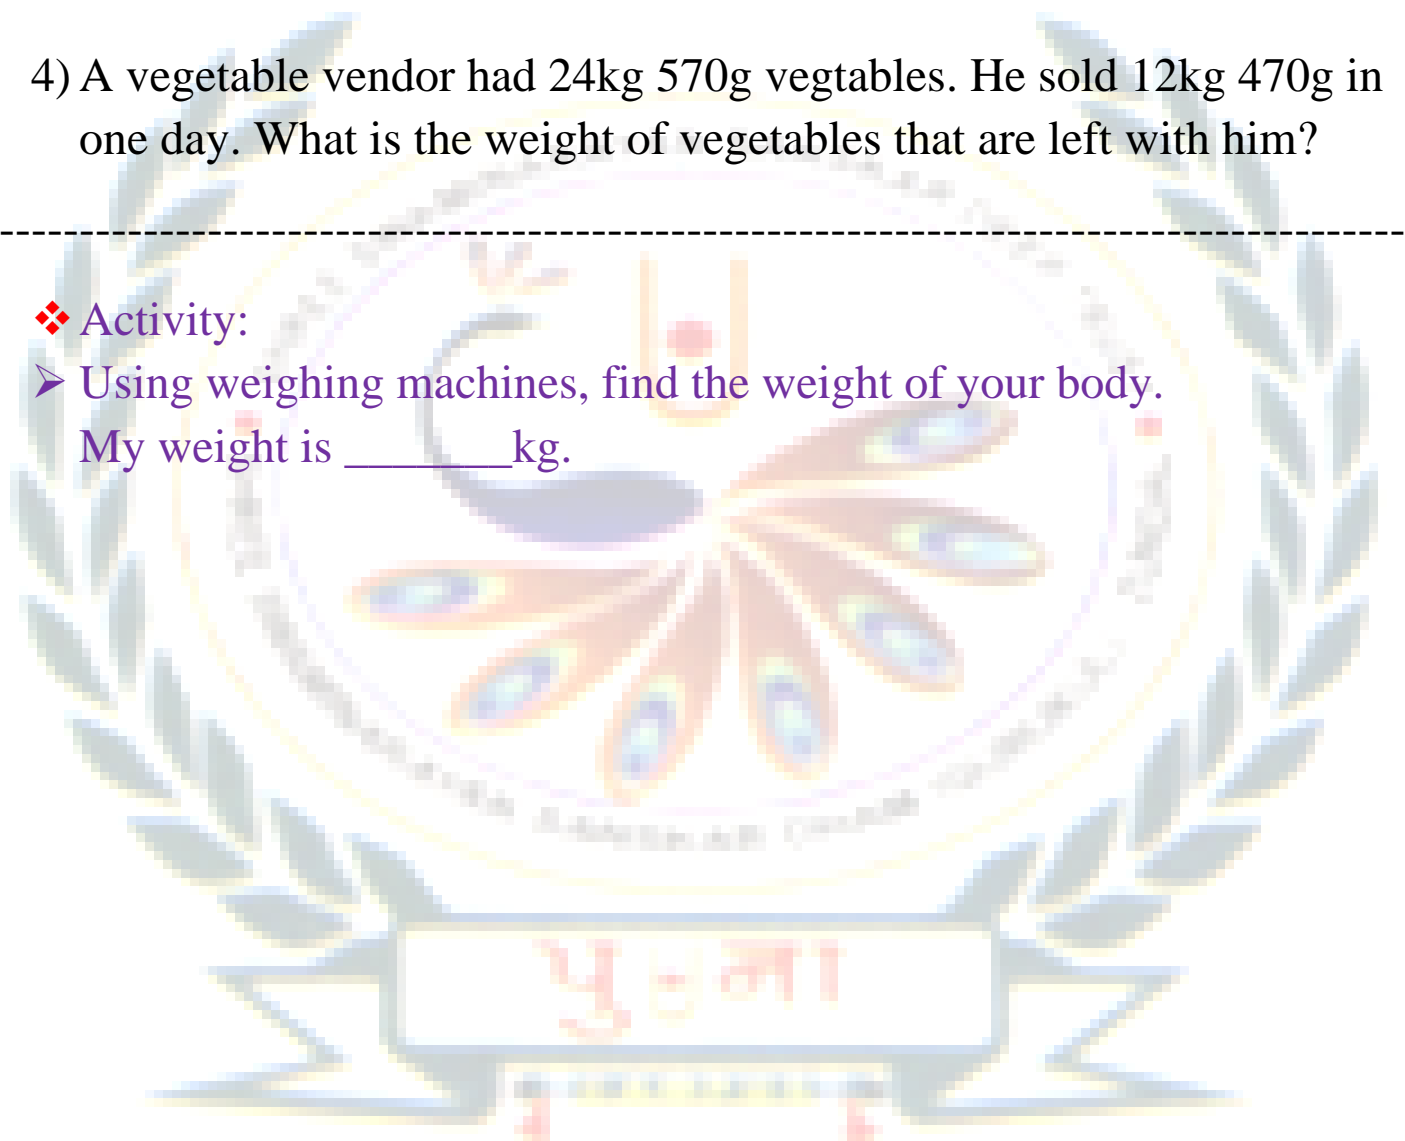 4) A vegetable vendor had 24kg 570g vegtables. He sold 12kg 470g in
one day. What is the weight of vegetables that are left with him?
--------------------------------------------------------------------------------
❖ Activity:
➢ Using weighing machines, find the weight of your body.
My weight is _______kg.